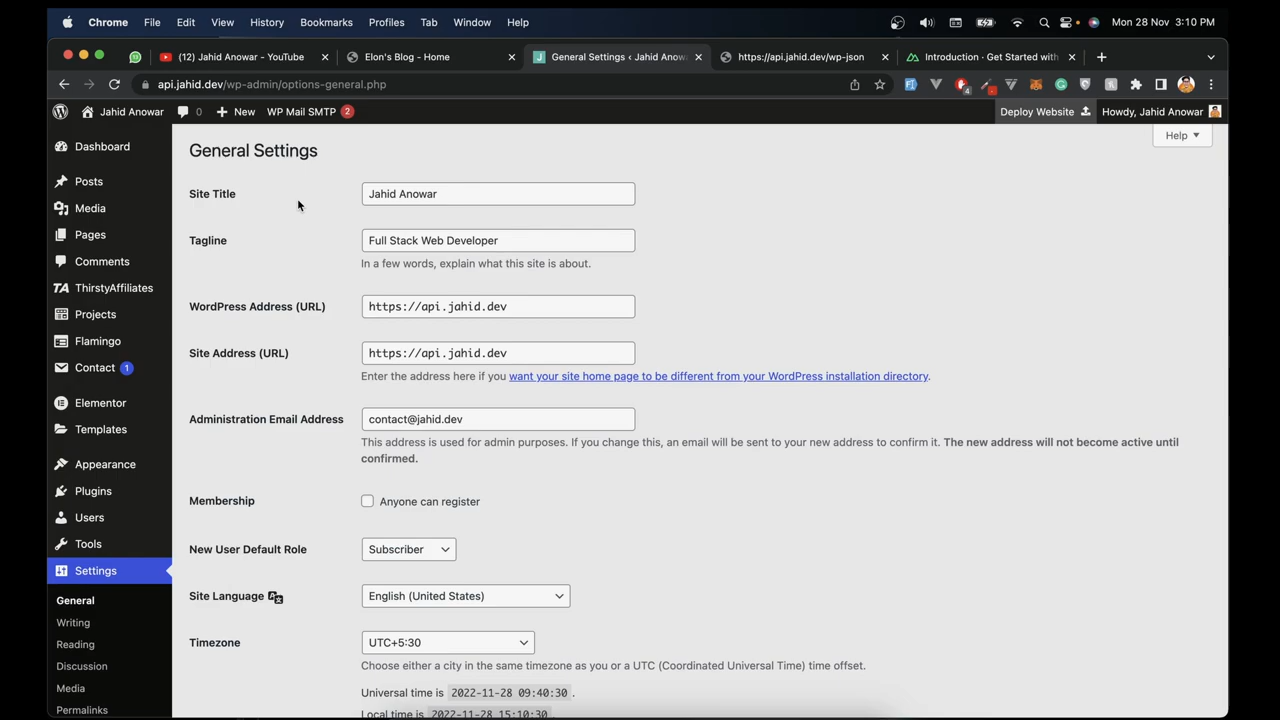 Chrome File Edit View History Bookmarks Profiles Tab Window Help Mon 28 Nov 3:10 PM
(12) Jahid Anowar - YouTube Elon's Blog - Home General Settings ‹ Jahid Anowa https://api.jahid.dev/wp-json Introduction · Get Started with
api.jahid.dev/wp-admin/options-general.php 4
Jahid Anowar 0 New WP Mail SMTP 2 Deploy Website Howdy, Jahid Anowar
Help
Dashboard
Posts
Media
Pages
Comments
ThirstyAffiliates
Projects
Flamingo
Contact 1
Elementor
Templates
Appearance
Plugins
Users
Tools
Settings
General
Writing
Reading
Discussion
Media
Permalinks
General Settings
Site Title Jahid Anowar
Tagline Full Stack Web Developer
In a few words, explain what this site is about.
WordPress Address (URL) https://api.jahid.dev
Site Address (URL) https://api.jahid.dev
Enter the address here if you want your site home page to be different from your WordPress installation directory.
Administration Email Address contact@jahid.dev
This address is used for admin purposes. If you change this, an email will be sent to your new address to confirm it. The new address will not become active until
confirmed.
Membership Anyone can register
New User Default Role Subscriber
Site Language English (United States)
Timezone UTC+5:30
Choose either a city in the same timezone as you or a UTC (Coordinated Universal Time) time offset.
Universal time is 2022-11-28 09:40:30 .
Local time is 2022-11-28 15:10:30 .